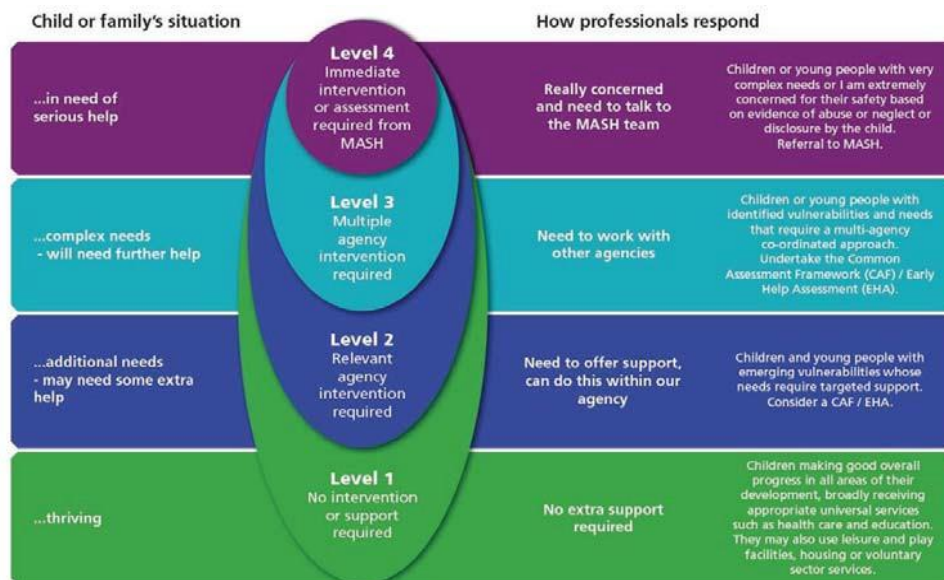 Child or family's situation
How professionals respond
...in need of
serious help
Level 4
Immediate
intervention
or assessment
required from
MASH
Really concerned
and need to talk to
the MASH team
Children or young people with very
complex needs or I am extremely
concerned for their safety based
on evidence of abuse or neglect or
disclosure by the child.
Referral to MASH.
...complex needs
- will need further help
Level 3
Multiple
agency
intervention
required
Need to work with
other agencies
Children or young people with
identified vulnerabilities and needs
that require a multi-agency
co-ordinated approach.
Undertake the Common
Assessment Framework (CAF) / Early
Help Assessment (EHA).
...additional needs
- may need some extra
help
Level 2
Relevant
agency
intervention
required
Need to offer support,
can do this within our
agency
Children and young people with
emerging vulnerabilities whose
needs require targeted support.
Consider a CAF / EHA.
...thriving
Level 1
No intervention
or support
required
No extra support
required
Children making good overall
progress in all areas of their
development, broadly receiving
appropriate universal services
such as health care and education.
They may also use leisure and play
facilities, housing or voluntary
sector services.